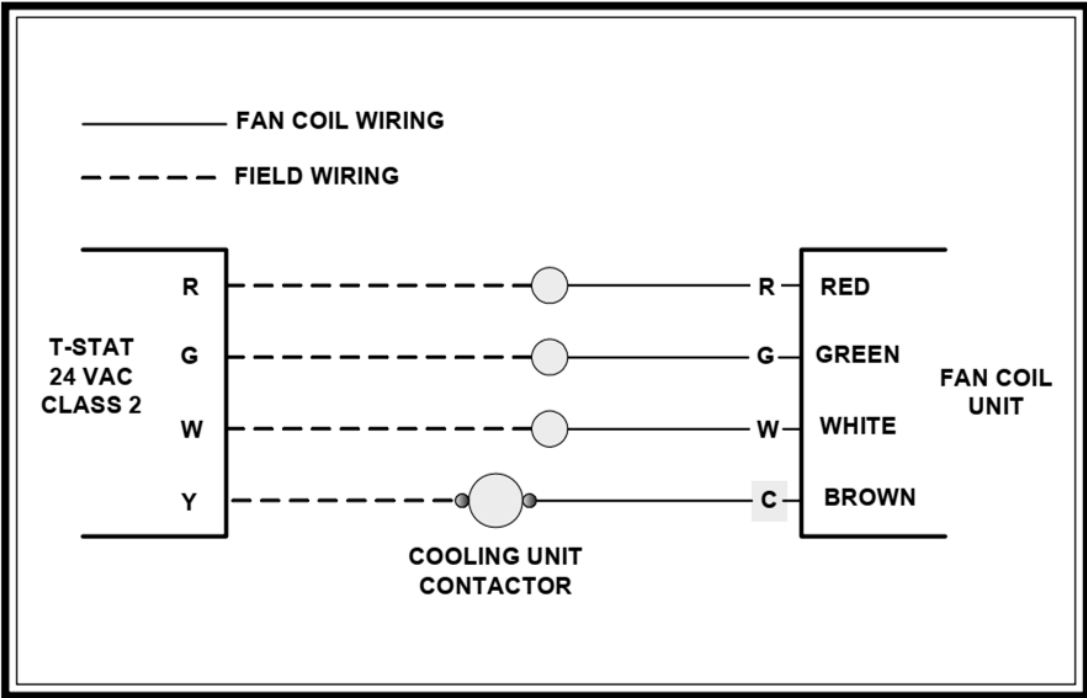 FAN COIL WIRING
FIELD WIRING
R
R
RED
T-STAT
24 VAC
CLASS 2
G
G
GREEN
FAN COIL
UNIT
W
W
WHITE
Y
C
BROWN
COOLING UNIT
CONTACTOR